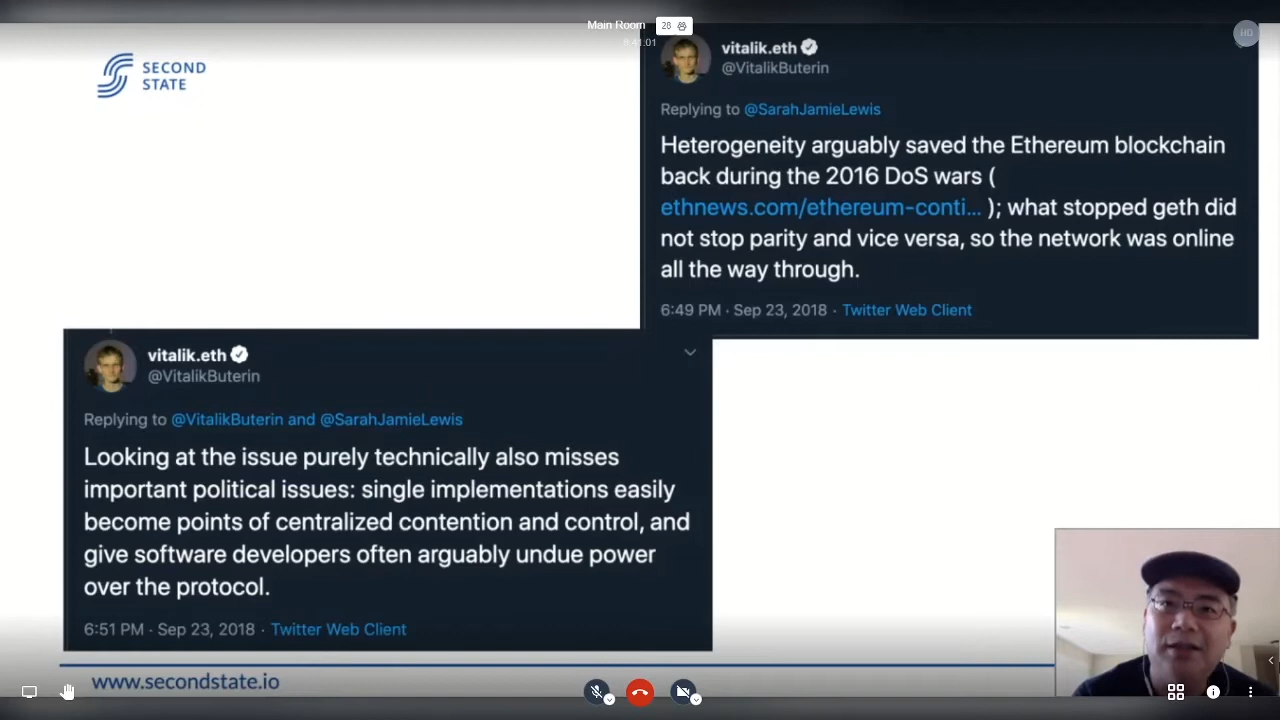 Main Room 28
8:41:01
HD
SECOND
STATE
vitalik.eth
@VitalikButerin
Replying to @SarahJamieLewis
Heterogeneity arguably saved the Ethereum blockchain
back during the 2016 DoS wars (
ethnews.com/ethereum-conti... ); what stopped geth did
not stop parity and vice versa, so the network was online
all the way through.
6:49 PM · Sep 23, 2018 · Twitter Web Client
vitalik.eth
@VitalikButerin
Replying to @VitalikButerin and @SarahJamieLewis
Looking at the issue purely technically also misses
important political issues: single implementations easily
become points of centralized contention and control, and
give software developers often arguably undue power
over the protocol.
6:51 PM · Sep 23, 2018 · Twitter Web Client
www.secondstate.io